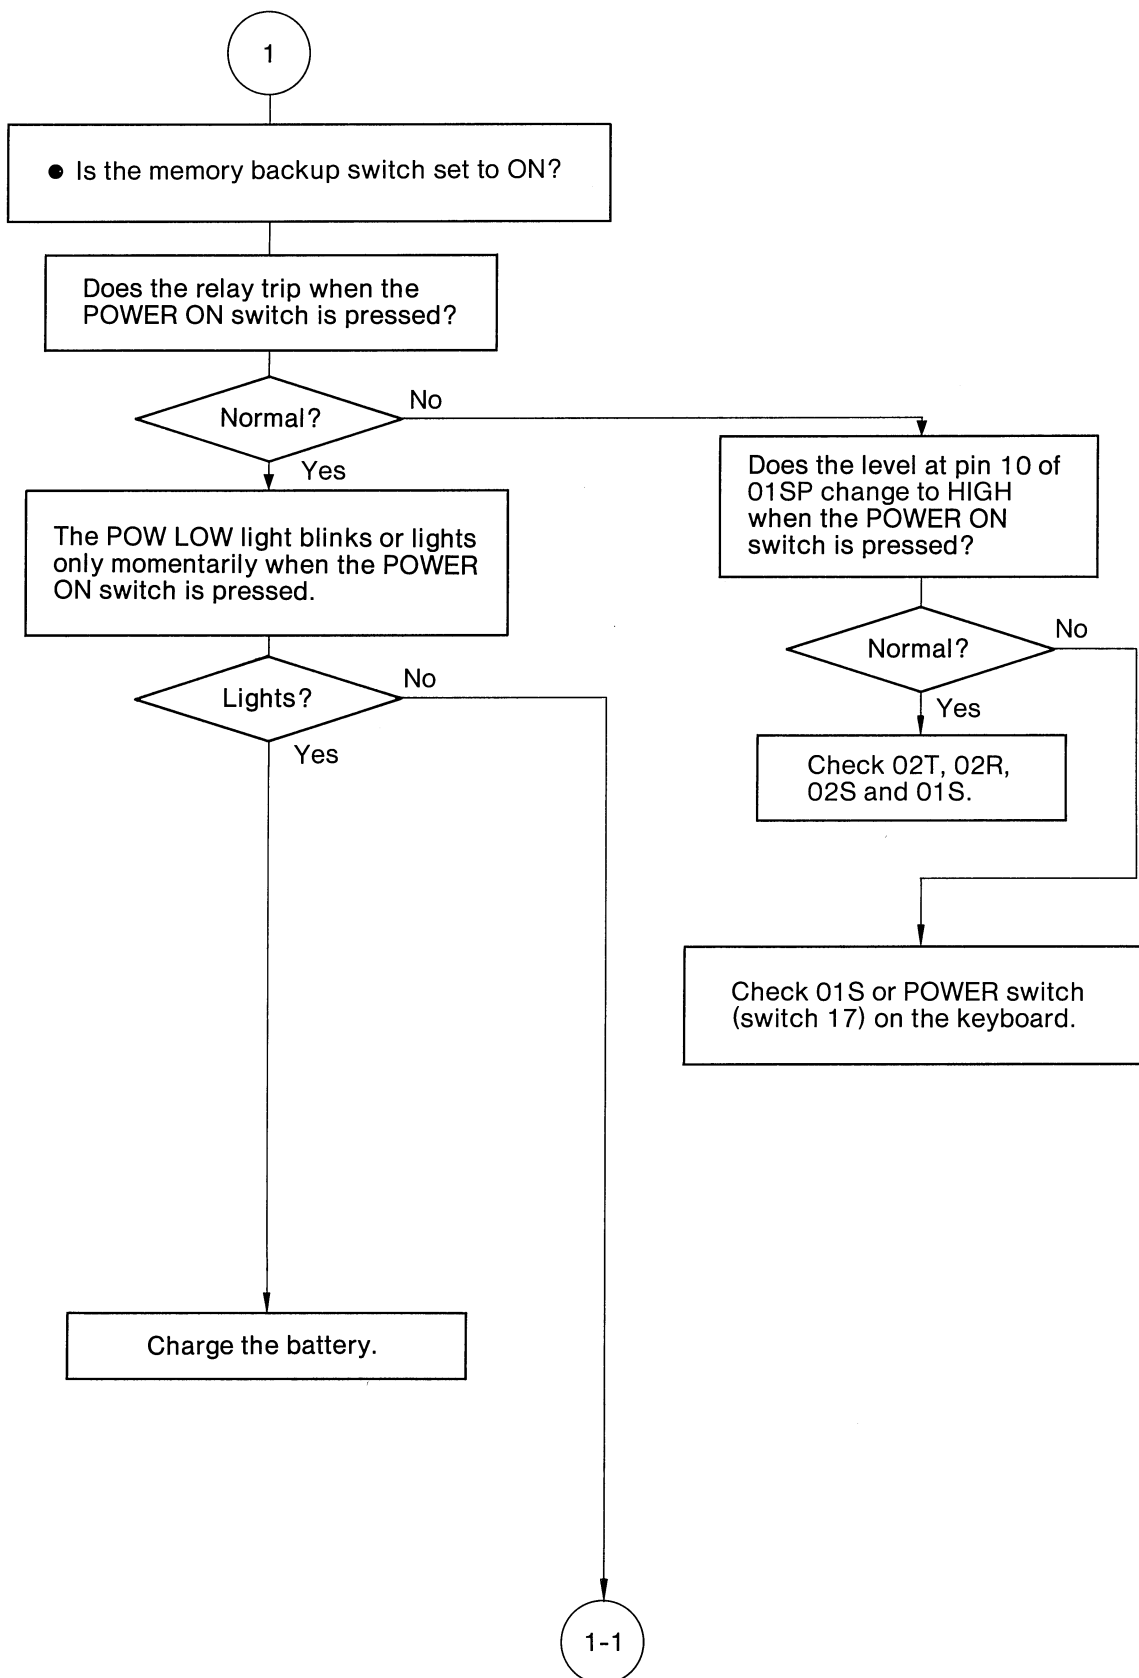 1
● Is the memory backup switch set to ON?
Does the relay trip when the
POWER ON switch is pressed?
Normal?
No
Yes
The POW LOW light blinks or lights
only momentarily when the POWER
ON switch is pressed.
Lights?
No
Yes
Charge the battery.
1-1
Does the level at pin 10 of
01SP change to HIGH
when the POWER ON
switch is pressed?
Normal?
No
Yes
Check 02T, 02R,
02S and 01S.
Check 01S or POWER switch
(switch 17) on the keyboard.